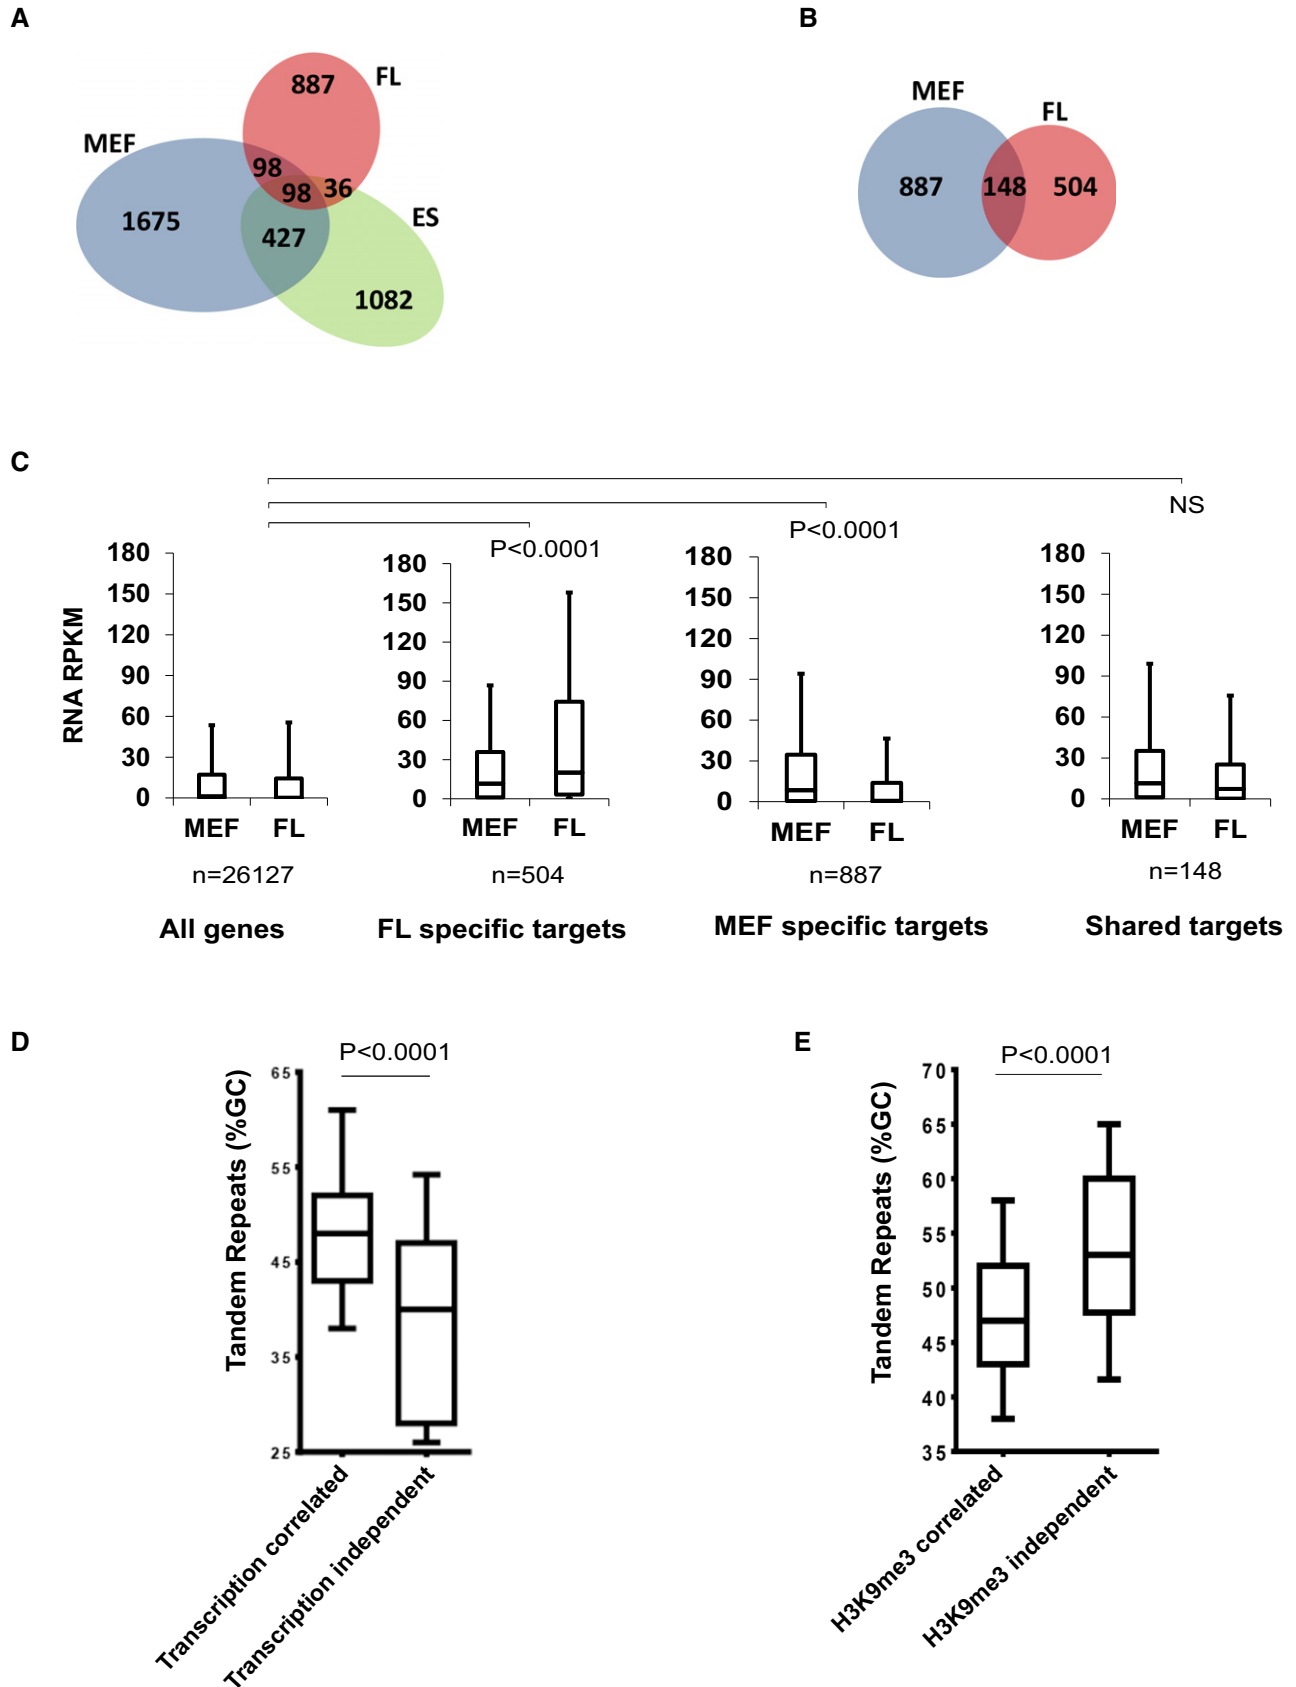 A
B
887
FL
MEF
98
98
36
1675
427
ES
1082
MEF
FL
887
148
504
C
NS
P<0.0001
P<0.0001
RNA RPKM
180
150
120
90
60
30
0
MEF FL
n=26127
All genes
180
150
120
90
60
30
0
MEF FL
n=504
FL specific targets
180
150
120
90
60
30
0
MEF FL
n=887
MEF specific targets
180
150
120
90
60
30
0
MEF FL
n=148
Shared targets
D
P<0.0001
Tandem Repeats (%GC)
65
55
45
35
25
Transcription correlated
Transcription independent
E
P<0.0001
Tandem Repeats (%GC)
70
65
60
55
50
45
40
35
H3K9me3 correlated
H3K9me3 independent